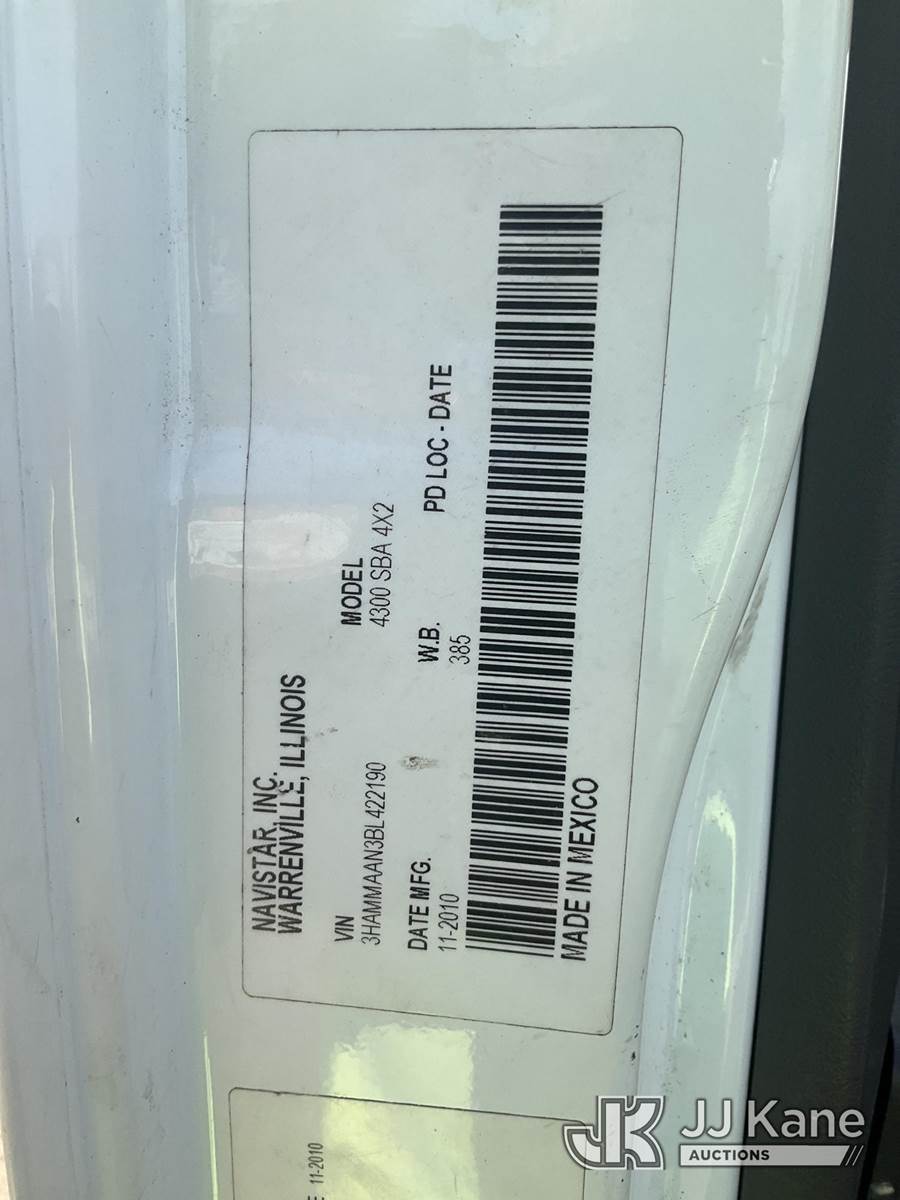 NAVISTAR, INC.
WARRENVILLE, ILLINOIS
VIN
3HAMMAAN3BL422190
MODEL
4300 SBA 4X2
DATE MFG.
11-2010
W.B.
385
PD LOC - DATE
MADE IN MEXICO
11-2010
JK JJ Kane
AUCTIONS